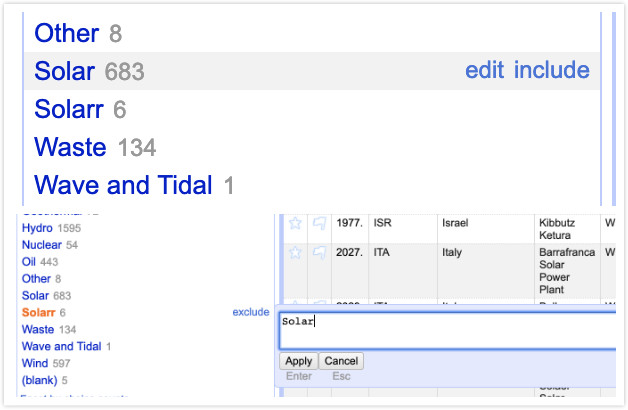 Other 8
Solar 683 edit include
Solarr 6
Waste 134
Wave and Tidal 1
Hydro 1595
Nuclear 54
Oil 443
Other 8
Solar 683
Solarr 6 exclude
Waste 134
Wave and Tidal 1
Wind 597
(blank) 5
1977. ISR Israel Kibbutz W
Ketura
2027. ITA Italy Barrafranca W
Solar
Power
Plant
Solar
Apply Cancel
Enter Esc